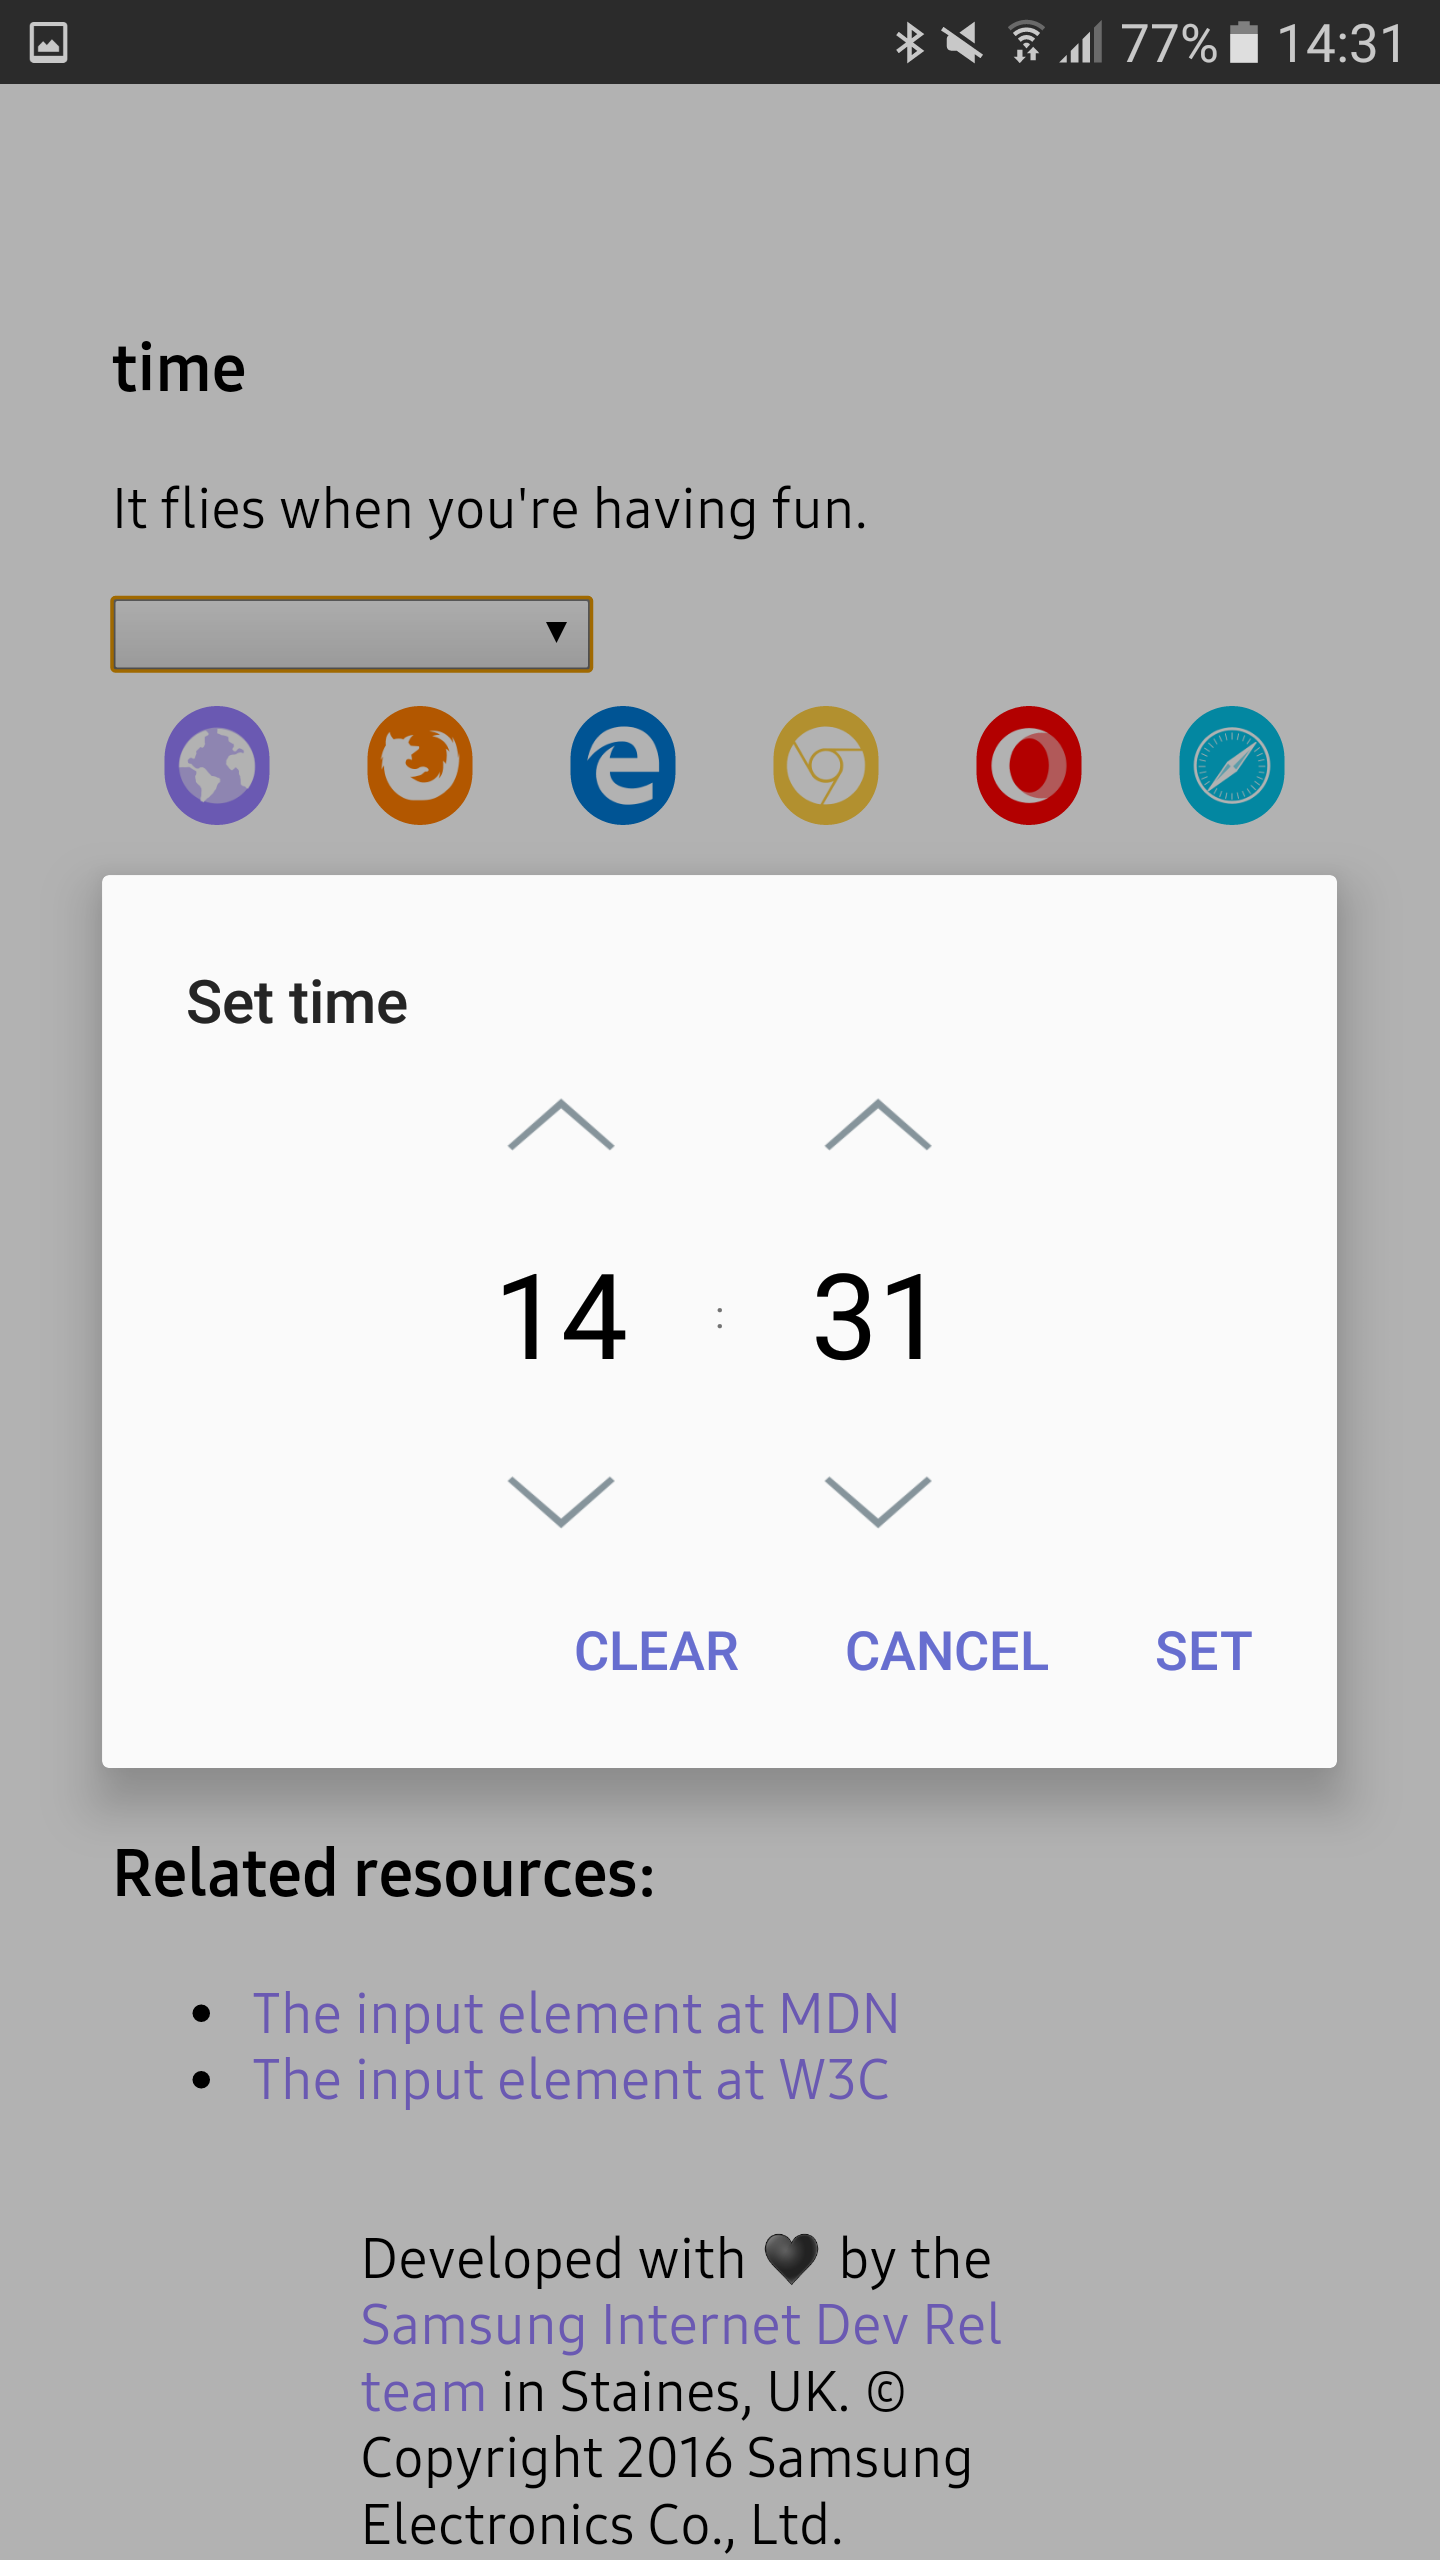 77% 14:31
time
It flies when you're having fun.
Set time
14 : 31
CLEAR CANCEL SET
Related resources:
• The input element at MDN
• The input element at W3C
Developed with 🖤 by the
Samsung Internet Dev Rel
team in Staines, UK. ©
Copyright 2016 Samsung
Electronics Co., Ltd.